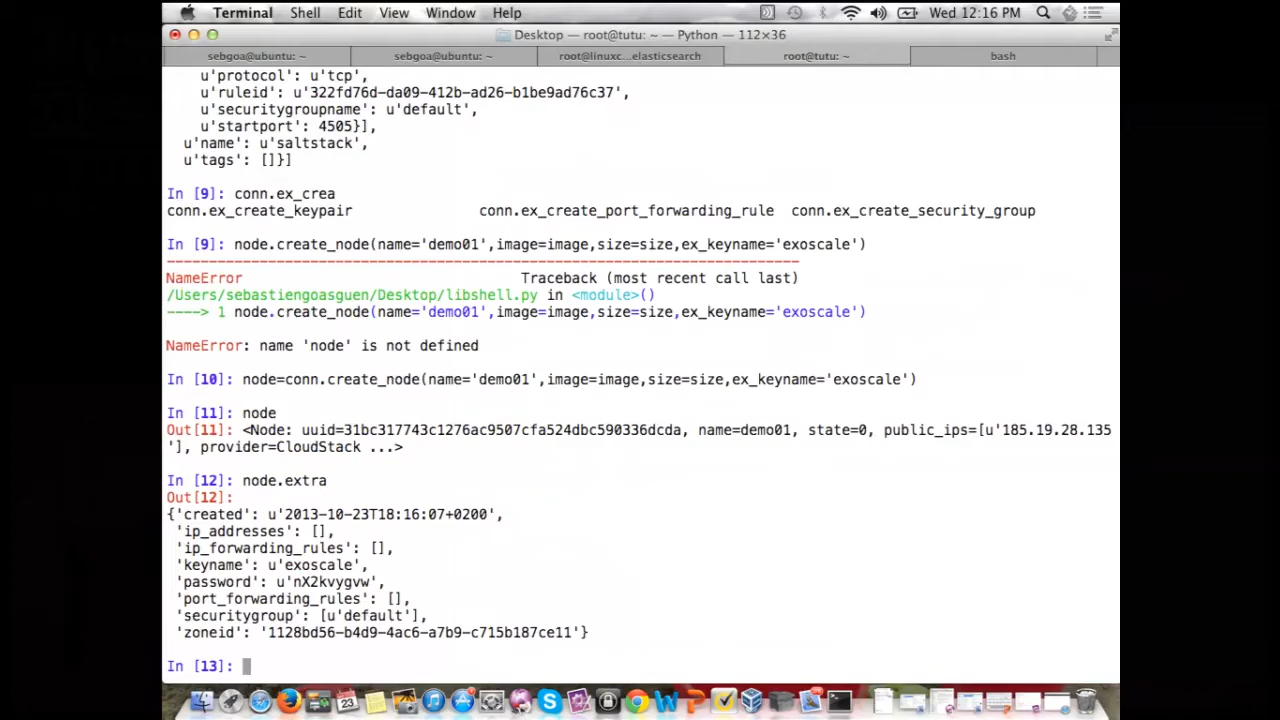 Terminal Shell Edit View Window Help Wed 12:16 PM
Desktop — root@tutu: ~ — Python — 112×36
sebgoa@ubuntu: ~ sebgoa@ubuntu: ~ root@linuxc...elasticsearch root@tutu: ~ bash
u'protocol': u'tcp',
u'ruleid': u'322fd76d-da09-412b-ad26-b1be9ad76c37',
u'securitygroupname': u'default',
u'startport': 4505}],
u'name': u'saltstack',
u'tags': []}]
In [9]: conn.ex_crea
conn.ex_create_keypair conn.ex_create_port_forwarding_rule conn.ex_create_security_group
In [9]: node.create_node(name='demo01',image=image,size=size,ex_keyname='exoscale')
---------------------------------------------------------------------------
NameError Traceback (most recent call last)
/Users/sebastiengoasguen/Desktop/libshell.py in <module>()
----> 1 node.create_node(name='demo01',image=image,size=size,ex_keyname='exoscale')
NameError: name 'node' is not defined
In [10]: node=conn.create_node(name='demo01',image=image,size=size,ex_keyname='exoscale')
In [11]: node
Out[11]: <Node: uuid=31bc317743c1276ac9507cfa524dbc590336dcda, name=demo01, state=0, public_ips=[u'185.19.28.135
'], provider=CloudStack ...>
In [12]: node.extra
Out[12]:
{'created': u'2013-10-23T18:16:07+0200',
'ip_addresses': [],
'ip_forwarding_rules': [],
'keyname': u'exoscale',
'password': u'nX2kvygvw',
'port_forwarding_rules': [],
'securitygroup': [u'default'],
'zoneid': '1128bd56-b4d9-4ac6-a7b9-c715b187ce11'}
In [13]:
23